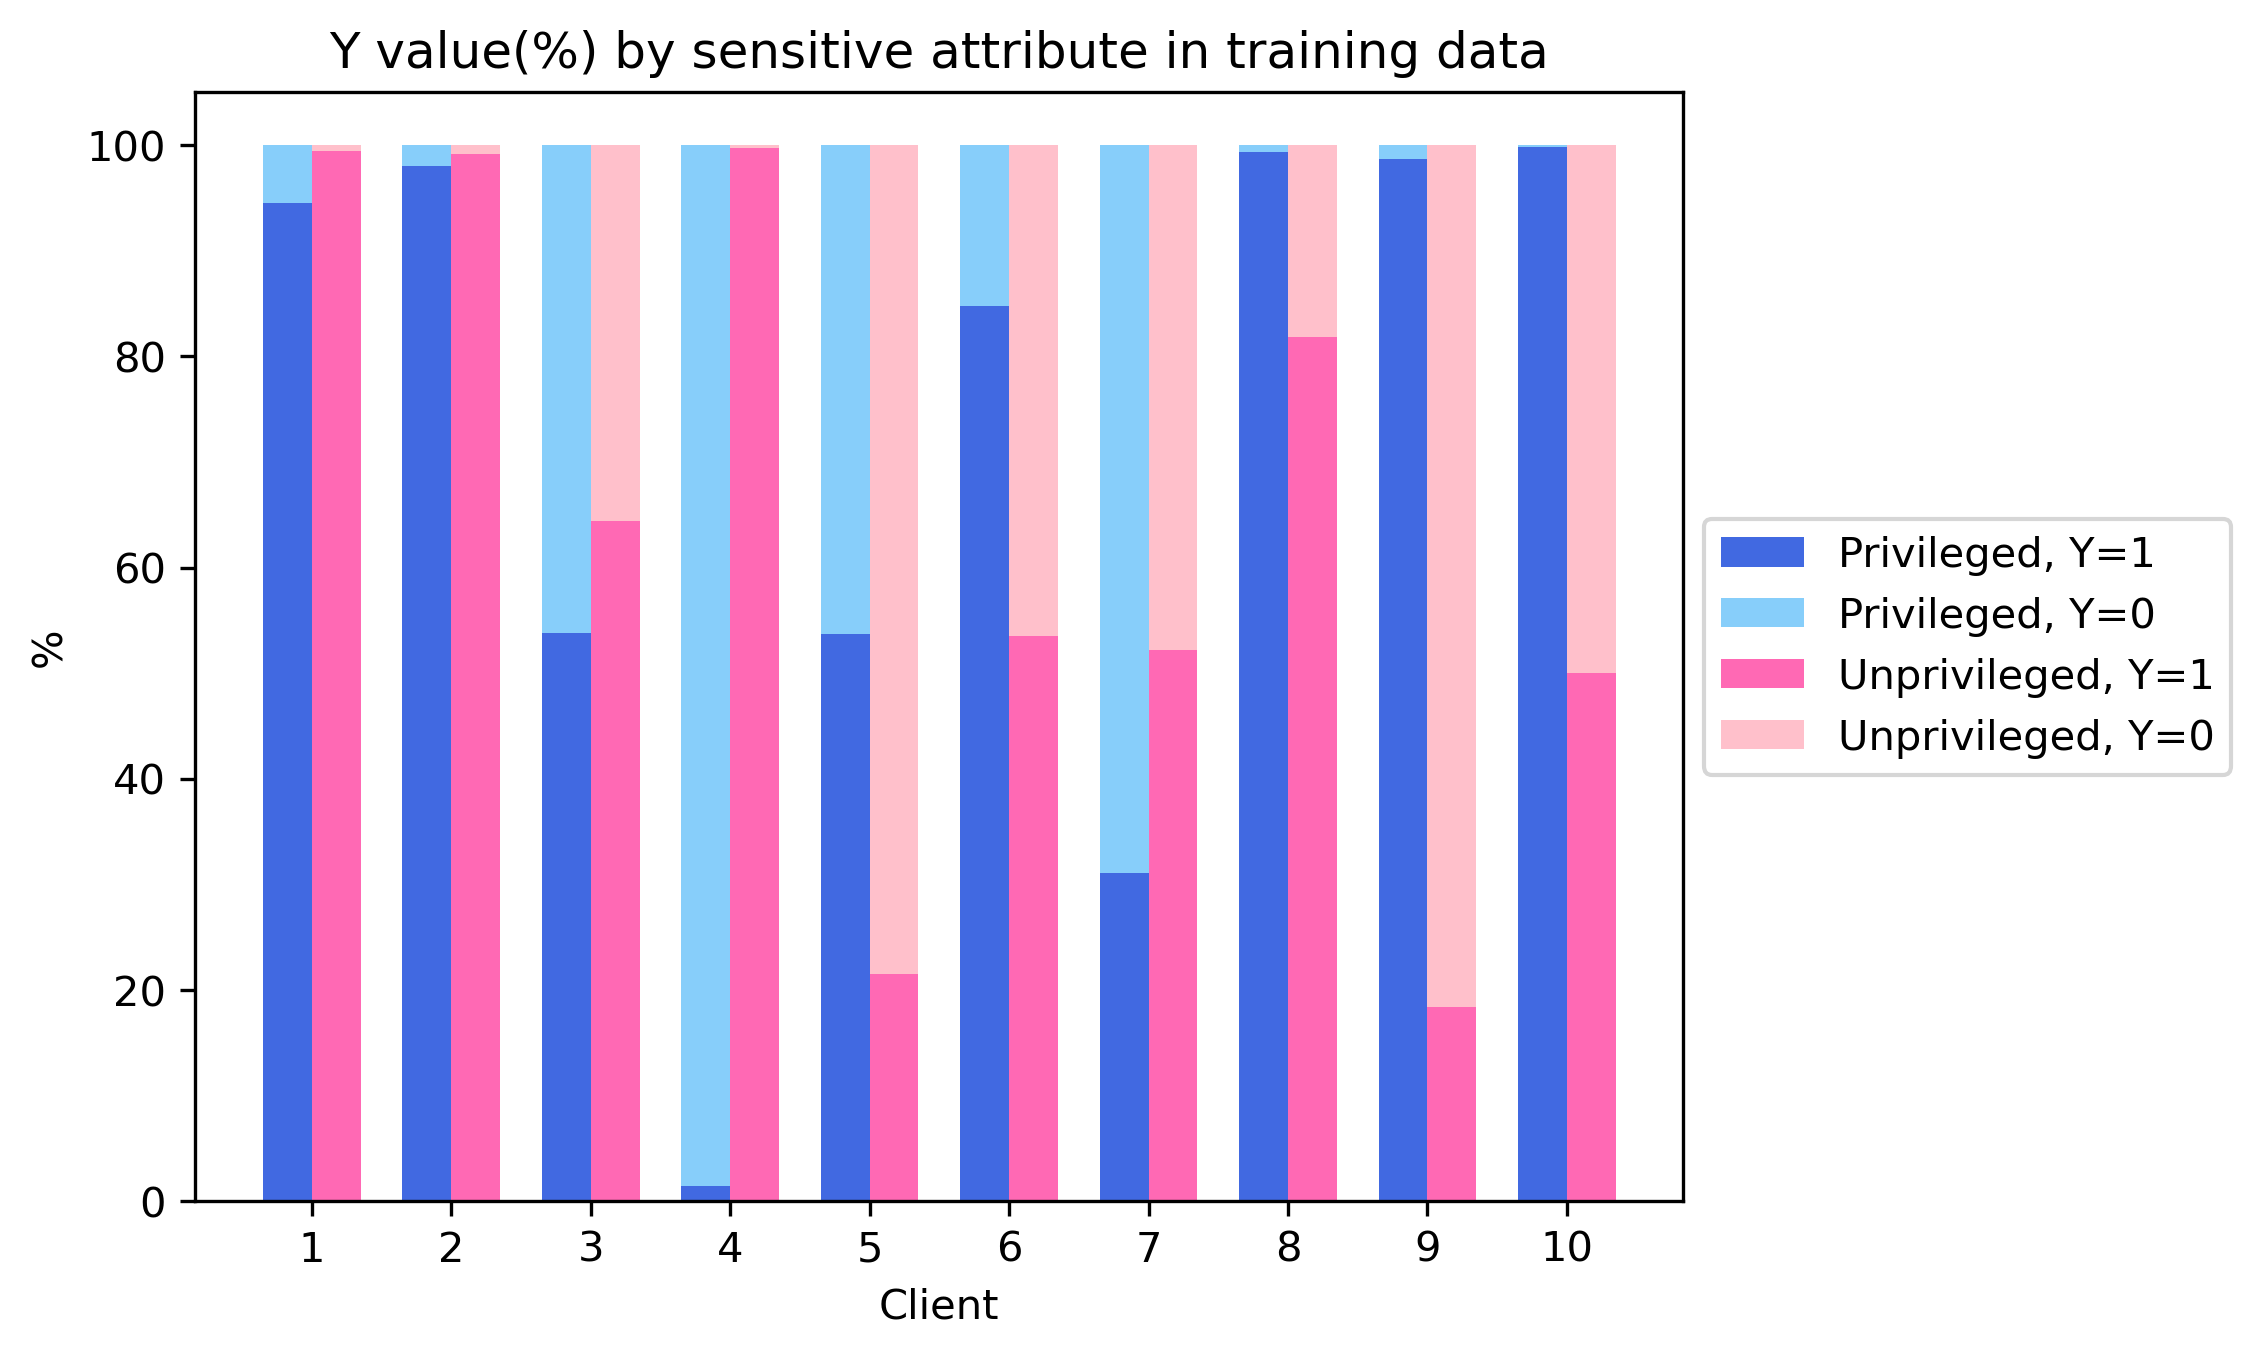 Y value(%) by sensitive attribute in training data
100
80
60
40
20
0
%
1 2 3 4 5 6 7 8 9 10
Client
Privileged, Y=1
Privileged, Y=0
Unprivileged, Y=1
Unprivileged, Y=0